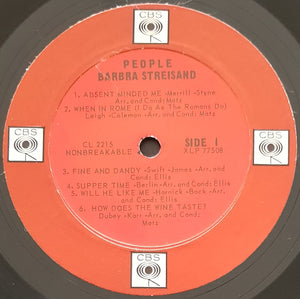 CBS
PEOPLE
BARBRA STREISAND
1. ABSENT MINDED ME -Merrill -Styne
Arr. and Cond: Matz
2. WHEN IN ROME (I Do As The Romans Do)
Leigh -Coleman -Arr. and Cond: Matz
CL 2215
NONBREAKABLE
SIDE 1
XLP 77508
CBS
CBS
3. FINE AND DANDY -Swift -James -Arr. and
Cond: Ellis
4. SUPPER TIME -Berlin -Arr. and Cond: Ellis
5. WILL HE LIKE ME -Harnick -Bock -Arr. and
Cond: Ellis
6. HOW DOES THE WINE TASTE?
Dubey -Karr -Arr. and Cond:
Matz
CBS